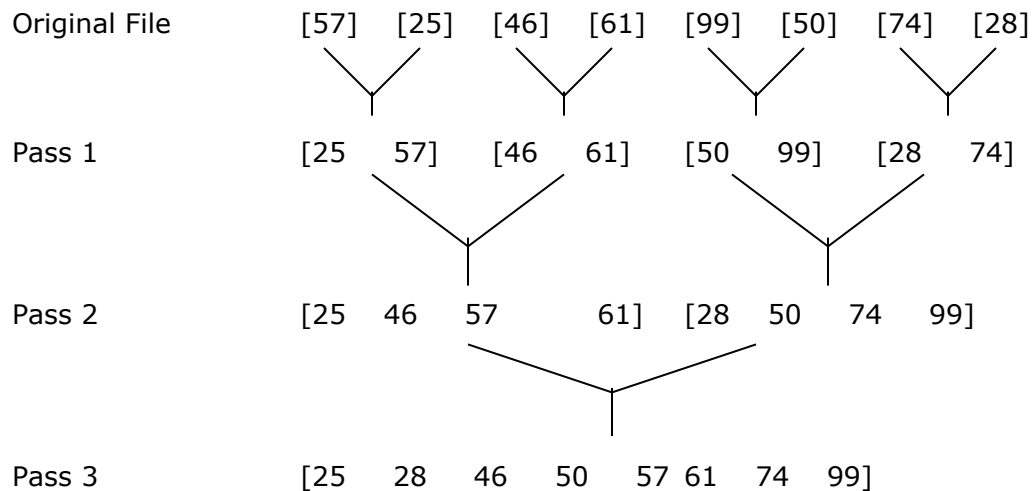 Original File [57] [25] [46] [61] [99] [50] [74] [28]
Pass 1 [25 57] [46 61] [50 99] [28 74]
Pass 2 [25 46 57 61] [28 50 74 99]
Pass 3 [25 28 46 50 57 61 74 99]